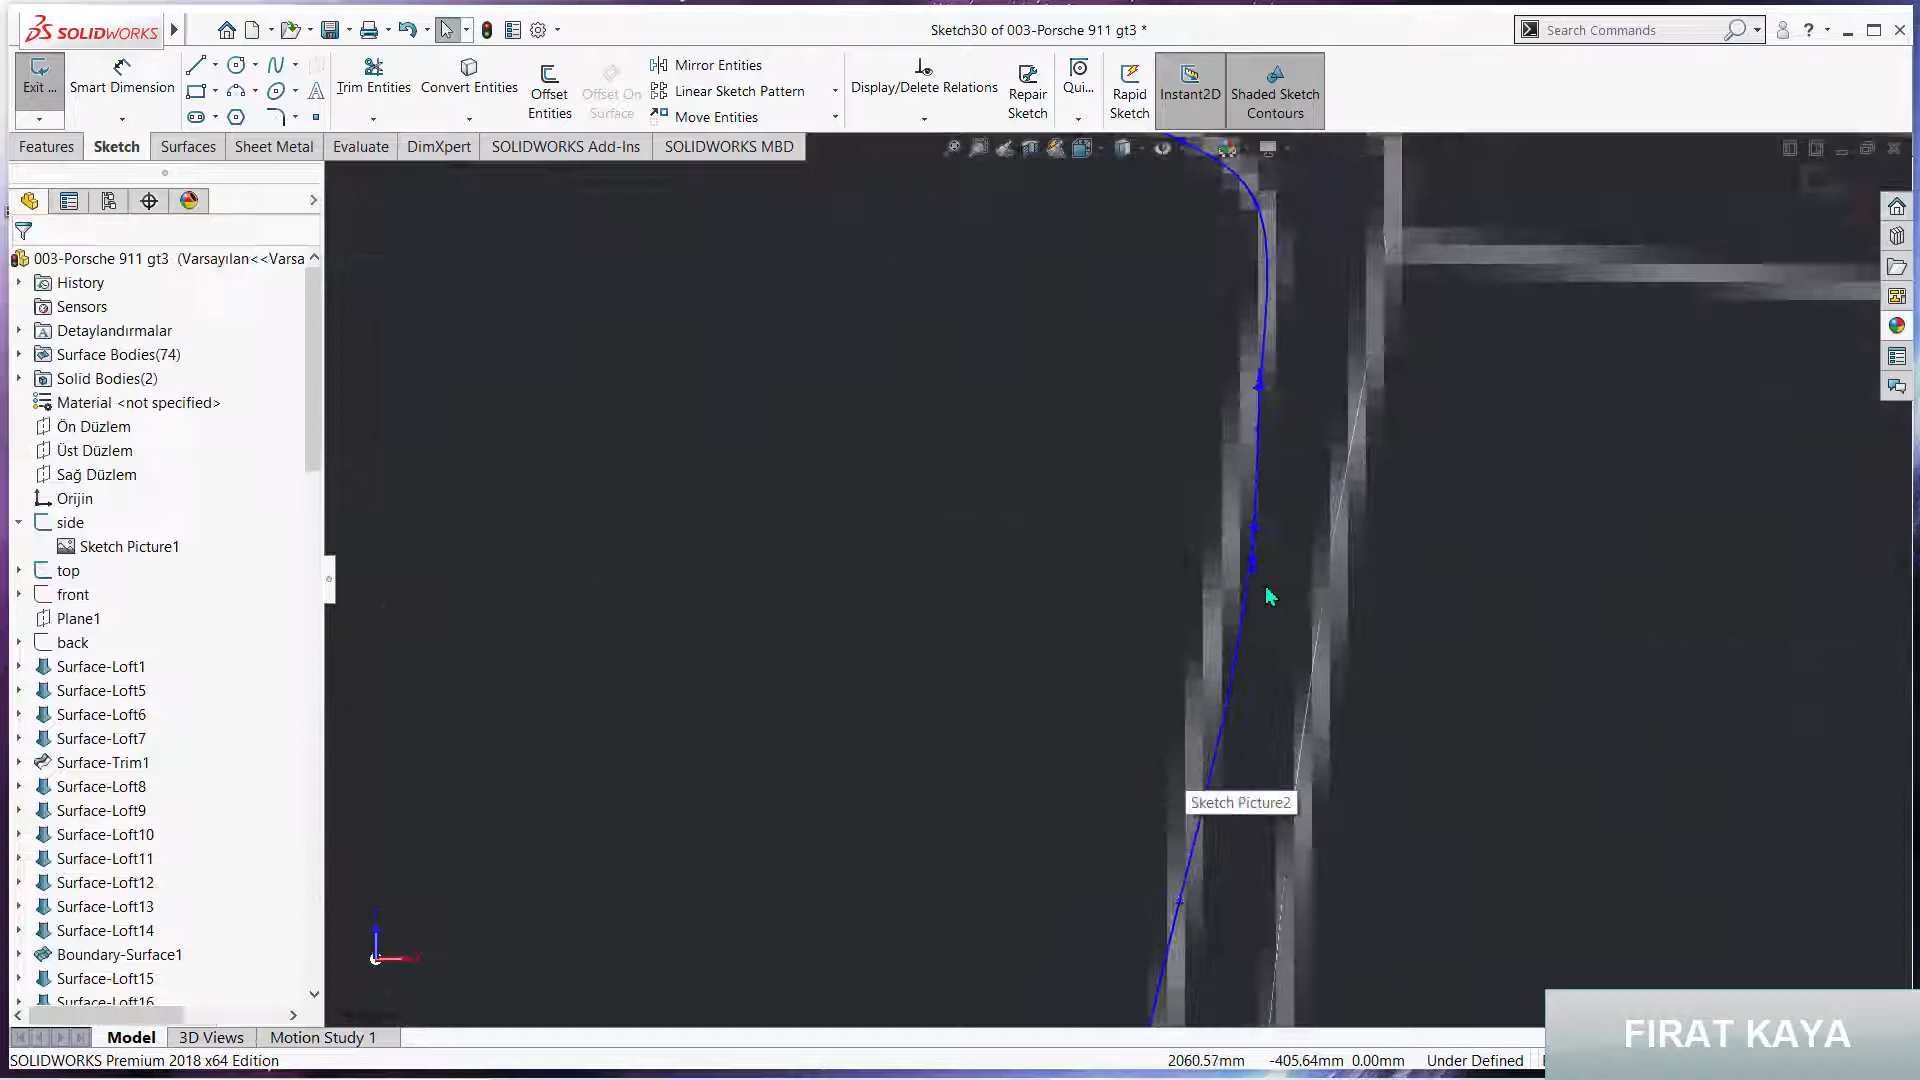 SOLIDWORKS
Sketch30 of 003-Porsche 911 gt3 *
Search Commands
Exit ...
Smart Dimension
Trim Entities
Convert Entities
Offset Entities
Offset On Surface
Mirror Entities
Linear Sketch Pattern
Move Entities
Display/Delete Relations
Repair Sketch
Qui...
Rapid Sketch
Instant2D
Shaded Sketch Contours
Features
Sketch
Surfaces
Sheet Metal
Evaluate
DimXpert
SOLIDWORKS Add-Ins
SOLIDWORKS MBD
003-Porsche 911 gt3 (Varsayılan<<Varsa
History
Sensors
Detaylandırmalar
Surface Bodies(74)
Solid Bodies(2)
Material <not specified>
Ön Düzlem
Üst Düzlem
Sağ Düzlem
Orijin
side
Sketch Picture1
top
front
Plane1
back
Surface-Loft1
Surface-Loft5
Surface-Loft6
Surface-Loft7
Surface-Trim1
Surface-Loft8
Surface-Loft9
Surface-Loft10
Surface-Loft11
Surface-Loft12
Surface-Loft13
Surface-Loft14
Boundary-Surface1
Surface-Loft15
Surface-Loft16
Sketch Picture2
Model
3D Views
Motion Study 1
SOLIDWORKS Premium 2018 x64 Edition
2060.57mm
-405.64mm 0.00mm
Under Defined
FIRAT KAYA